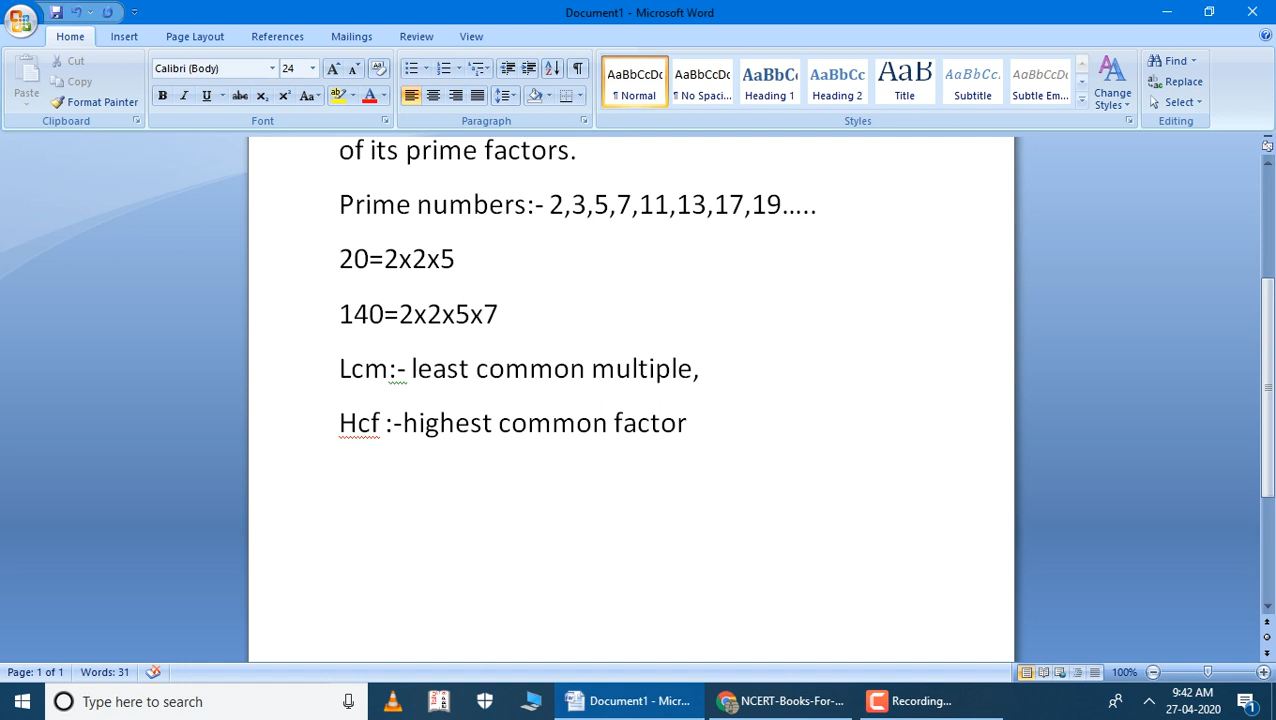 Document1 - Microsoft Word
Home Insert Page Layout References Mailings Review View
Cut
Copy
Paste
Format Painter
Clipboard
Calibri (Body) 24
B I U abc X₂ X² Aa
Font
Paragraph
AaBbCcDc AaBbCcDc AaBbCc AaBbCc AaB AaBbCc. AaBbCcDc
¶ Normal ¶ No Spaci... Heading 1 Heading 2 Title Subtitle Subtle Em...
Change
Styles
Styles
Find
Replace
Select
Editing
of its prime factors.
Prime numbers:- 2,3,5,7,11,13,17,19…..
20=2x2x5
140=2x2x5x7
Lcm:- least common multiple,
Hcf :-highest common factor
Page: 1 of 1 Words: 31 100%
Type here to search
Document1 - Micr...
NCERT-Books-For-...
Recording...
9:42 AM
27-04-2020